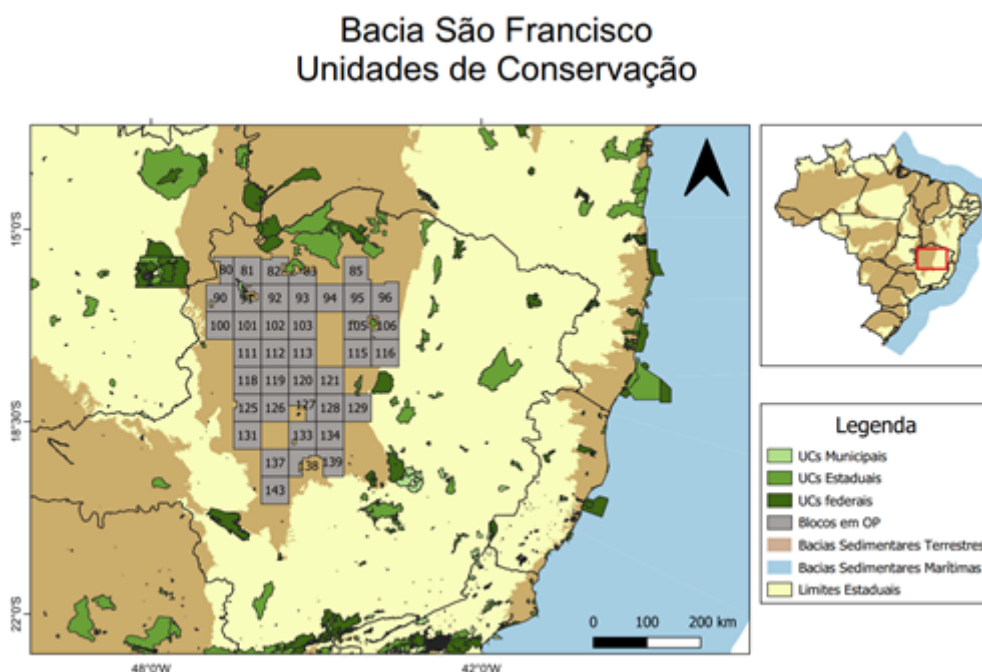 Bacia São Francisco
Unidades de Conservação
15°0'S
18°30'S
22°0'S
48°0'W
42°0'W
80 81 82 83 85
90 91 92 93 94 95 96
100 101 102 103 105 106
111 112 113 115 116
118 119 120 121
125 126 127 128 129
131 133 134
137 38 139
143
0 100 200 km
Legenda
UCs Municipais
UCs Estaduais
UCs federais
Blocos em OP
Bacias Sedimentares Terrestres
Bacias Sedimentares Marítimas
Limites Estaduais